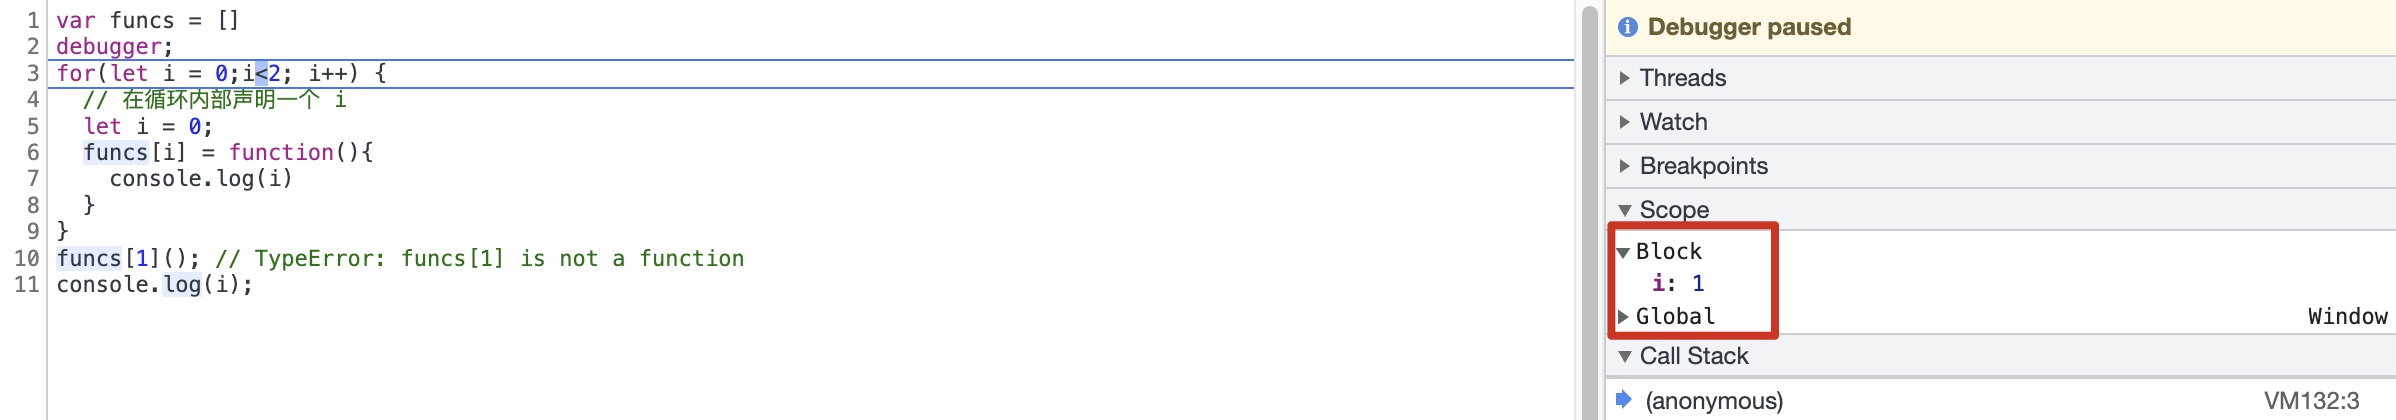 1 var funcs = []
2 debugger;
3 for(let i = 0;i<2; i++) {
4 // 在循环内部声明一个 i
5 let i = 0;
6 funcs[i] = function(){
7 console.log(i)
8 }
9 }
10 funcs[1](); // TypeError: funcs[1] is not a function
11 console.log(i);
Debugger paused
Threads
Watch
Breakpoints
Scope
Block
i: 1
Global Window
Call Stack
(anonymous) VM132:3